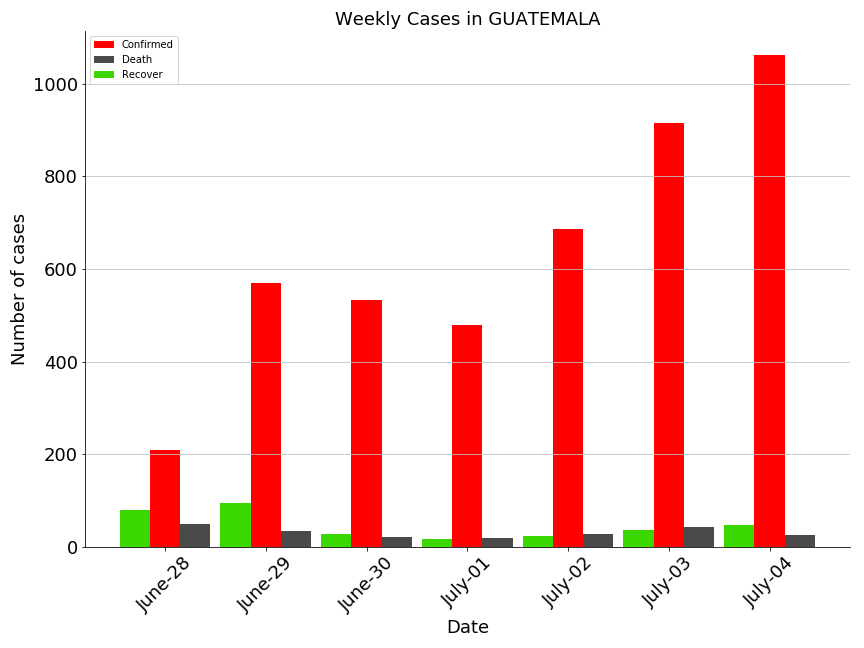 Weekly Cases in GUATEMALA
Confirmed
Death
Recover
1000
800
600
400
200
0
Number of cases
June-28
June-29
June-30
July-01
July-02
July-03
July-04
Date